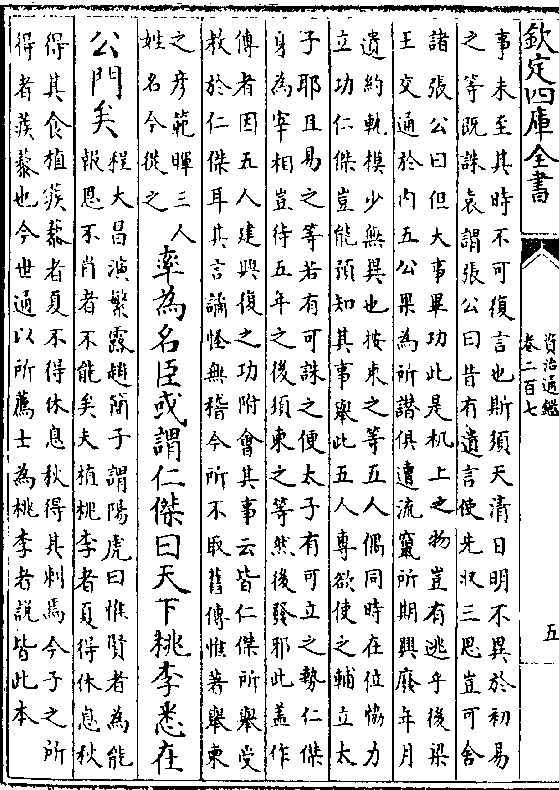 欽定四庫全書
資治通鑑
卷二百七
五
事未至其時不可復言也斯須天清日明不異於初易
之等既誅哀謂張公曰昔有遺言使先收三思豈可舍
諸張公曰但大事畢功此是机上之物豈有逃乎後梁
王交通於内五公果為所譖俱遭流竄所期興廢年月
遺約軌模少無異也按柬之等五人偶同時在位協力
立功仁傑豈能預知其事舉此五人專欲使之輔立太
子耶且易之等若有可誅之便太子有可立之勢仁傑
身為宰相豈待五年之後須柬之等然後發耶此盖作
傳者因五人建興復之功附會其事云皆仁傑所舉受
教於仁傑耳其言譎怪無稽今所不取舊傳惟著舉柬
之彦範暉三人
姓名今從之
率為名臣或謂仁傑曰天下桃李悉在
公門矣
程大昌演繁露趙簡子謂陽虎曰惟賢者為能
報恩不肖者不能矣夫植桃李者夏得休息秋
得其食植蒺藜者夏不得休息秋得其刺焉今子之所
得者蒺藜也今世通以所薦士為桃李者説皆此本